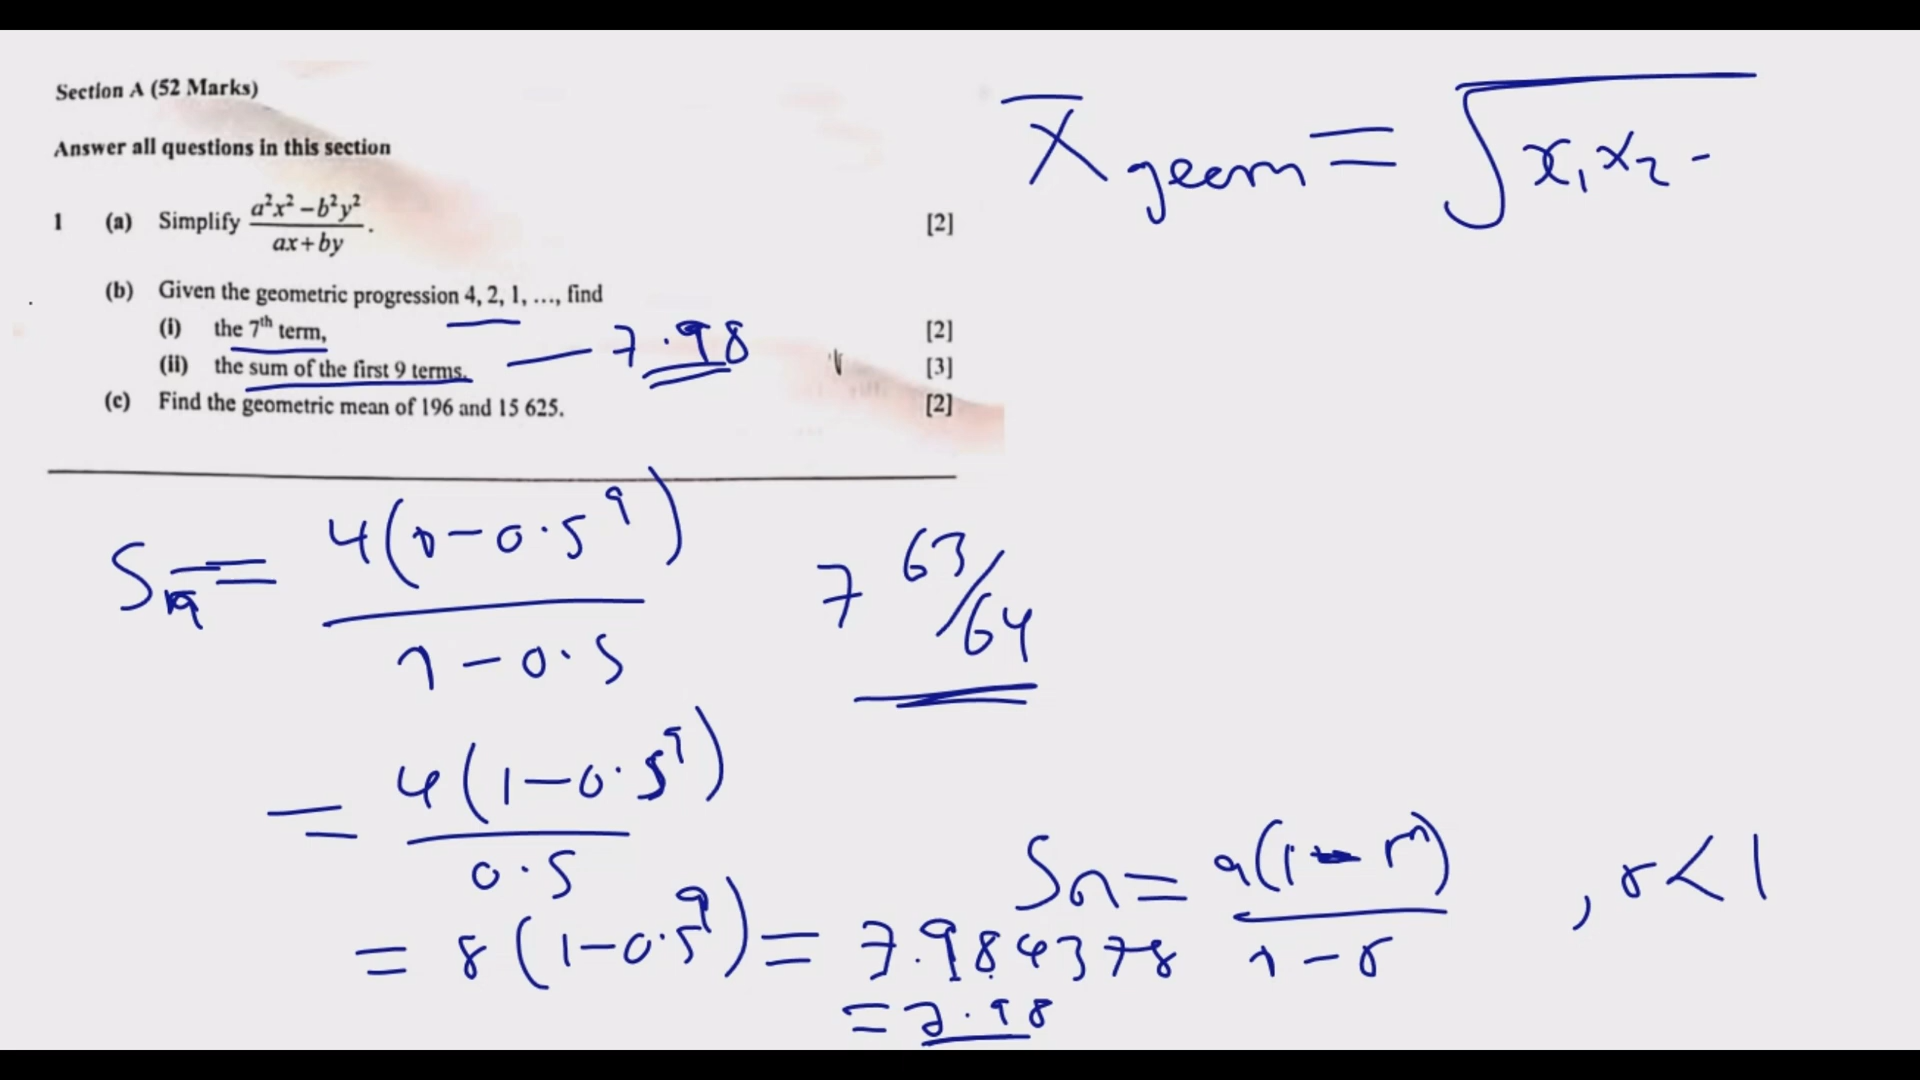 Section A (52 Marks)
Answer all questions in this section
1 (a) Simplify (a²x² – b²y²)/(ax + by). [2]
(b) Given the geometric progression 4, 2, 1, ..., find
(i) the 7th term, [2]
(ii) the sum of the first 9 terms. [3]
— 7.98
(c) Find the geometric mean of 196 and 15 625. [2]
X̄ geom = √x₁x₂ -
S₉ = 4(1 – 0.5⁹)/(1 – 0.5)
7 63/64
= 4(1 – 0.5⁹)/0.5
= 8(1 – 0.5⁹) = 7.984378
= 7.98
Sn = a(1 – rⁿ)/(1 – r) , r < 1